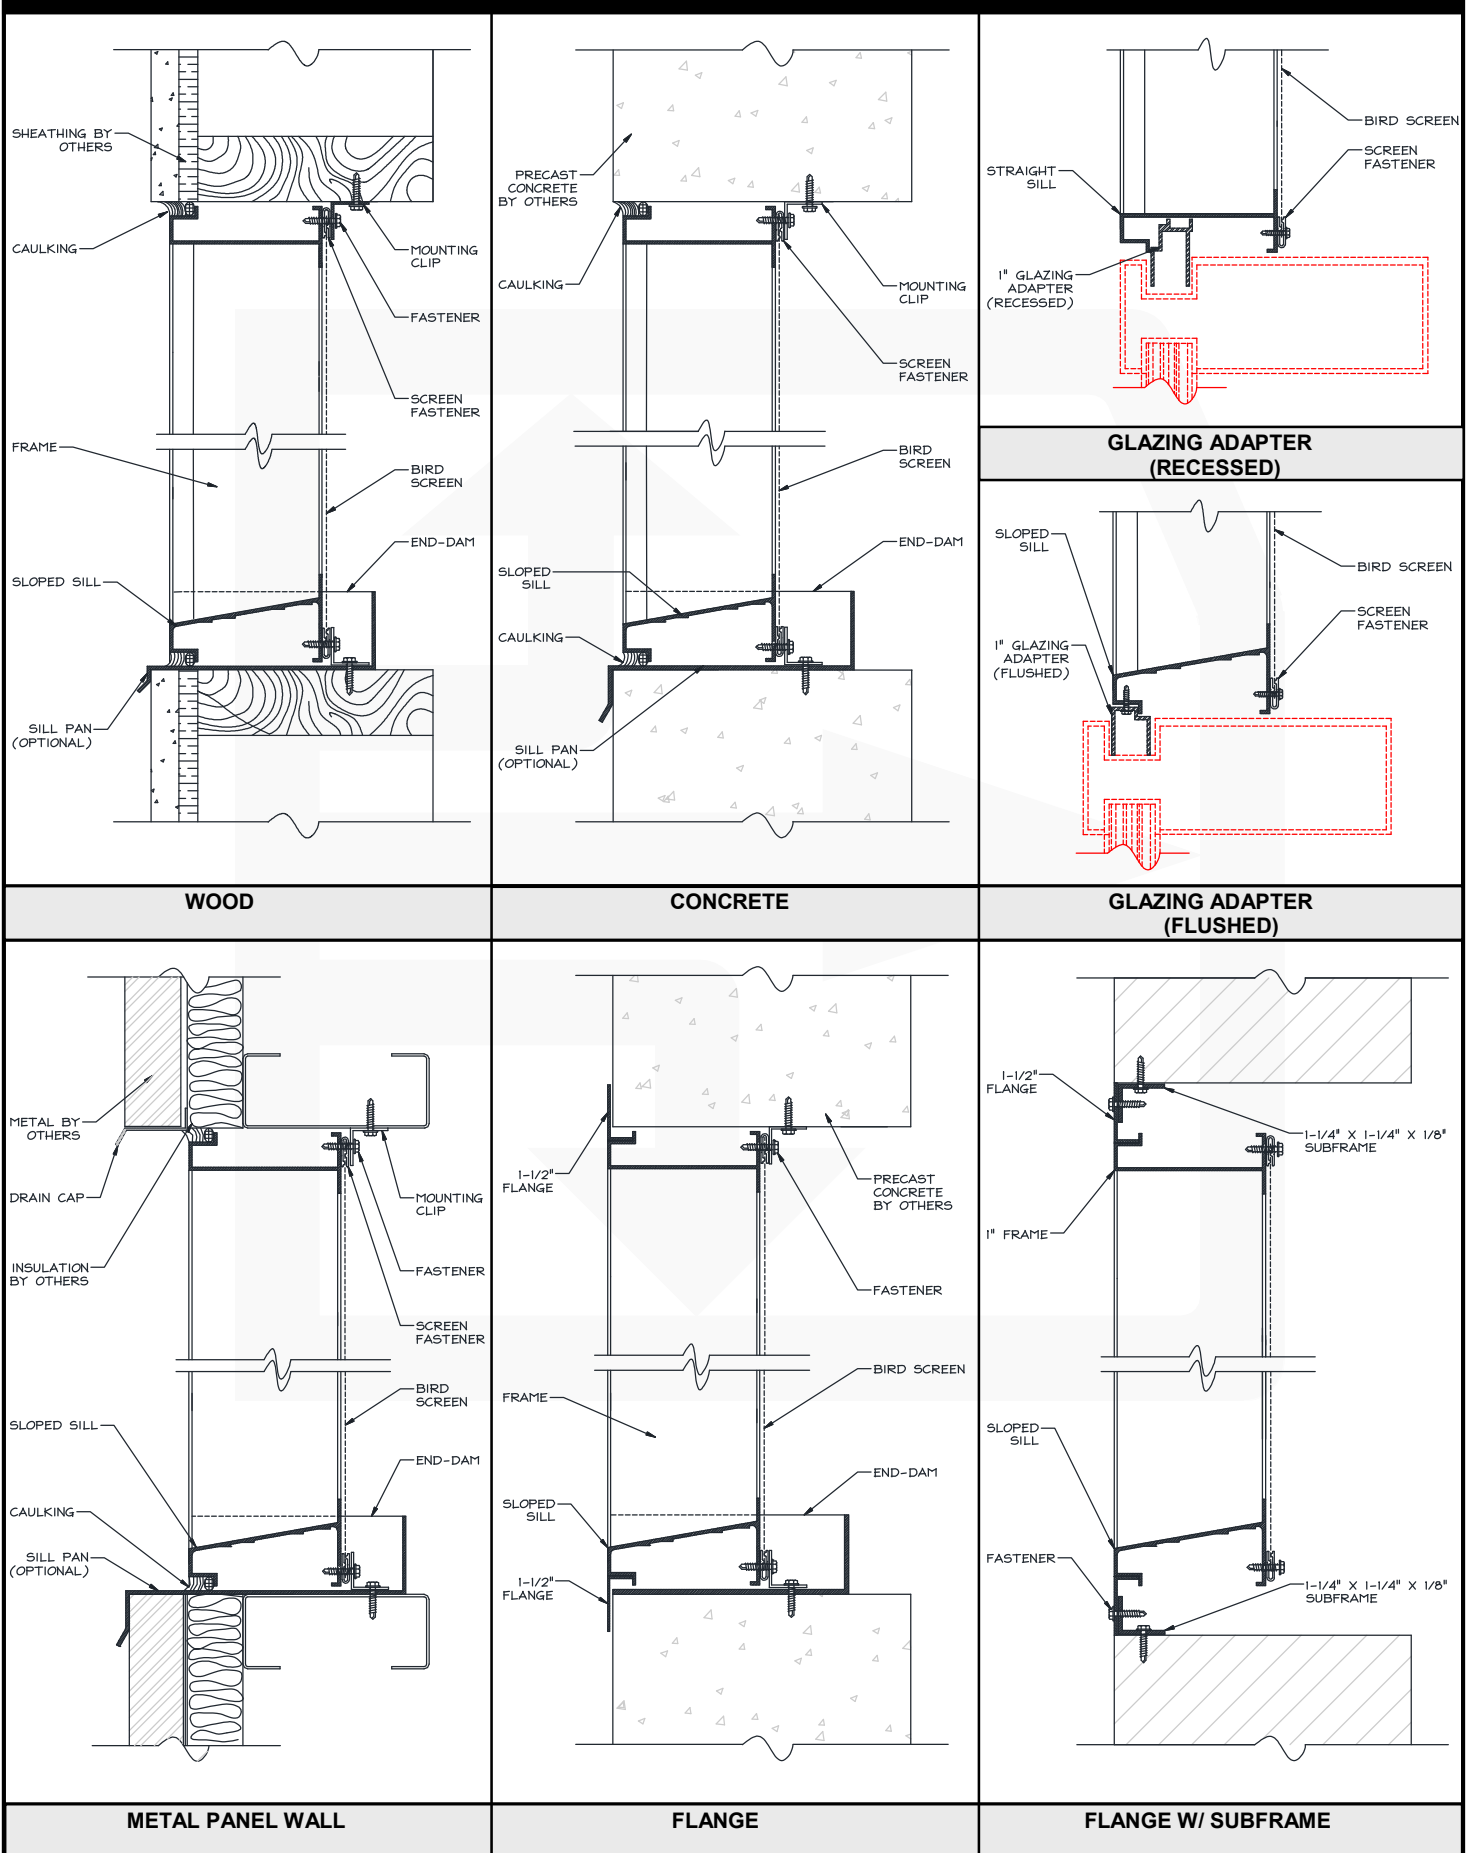 SHEATHING BY
OTHERS
CAULKING
MOUNTING
CLIP
FASTENER
SCREEN
FASTENER
FRAME
BIRD
SCREEN
END-DAM
SLOPED SILL
SILL PAN
(OPTIONAL)
WOOD
PRECAST
CONCRETE
BY OTHERS
CAULKING
MOUNTING
CLIP
SCREEN
FASTENER
BIRD
SCREEN
END-DAM
SLOPED
SILL
CAULKING
SILL PAN
(OPTIONAL)
CONCRETE
BIRD SCREEN
SCREEN
FASTENER
STRAIGHT
SILL
1" GLAZING
ADAPTER
(RECESSED)
GLAZING ADAPTER
(RECESSED)
SLOPED
SILL
BIRD SCREEN
SCREEN
FASTENER
1" GLAZING
ADAPTER
(FLUSHED)
GLAZING ADAPTER
(FLUSHED)
METAL BY
OTHERS
DRAIN CAP
MOUNTING
CLIP
INSULATION
BY OTHERS
FASTENER
SCREEN
FASTENER
BIRD
SCREEN
SLOPED SILL
END-DAM
CAULKING
SILL PAN
(OPTIONAL)
METAL PANEL WALL
1-1/2"
FLANGE
PRECAST
CONCRETE
BY OTHERS
FASTENER
BIRD SCREEN
FRAME
END-DAM
SLOPED
SILL
1-1/2"
FLANGE
FLANGE
1-1/2"
FLANGE
1-1/4" X 1-1/4" X 1/8"
SUBFRAME
1" FRAME
SLOPED
SILL
FASTENER
1-1/4" X 1-1/4" X 1/8"
SUBFRAME
FLANGE W/ SUBFRAME